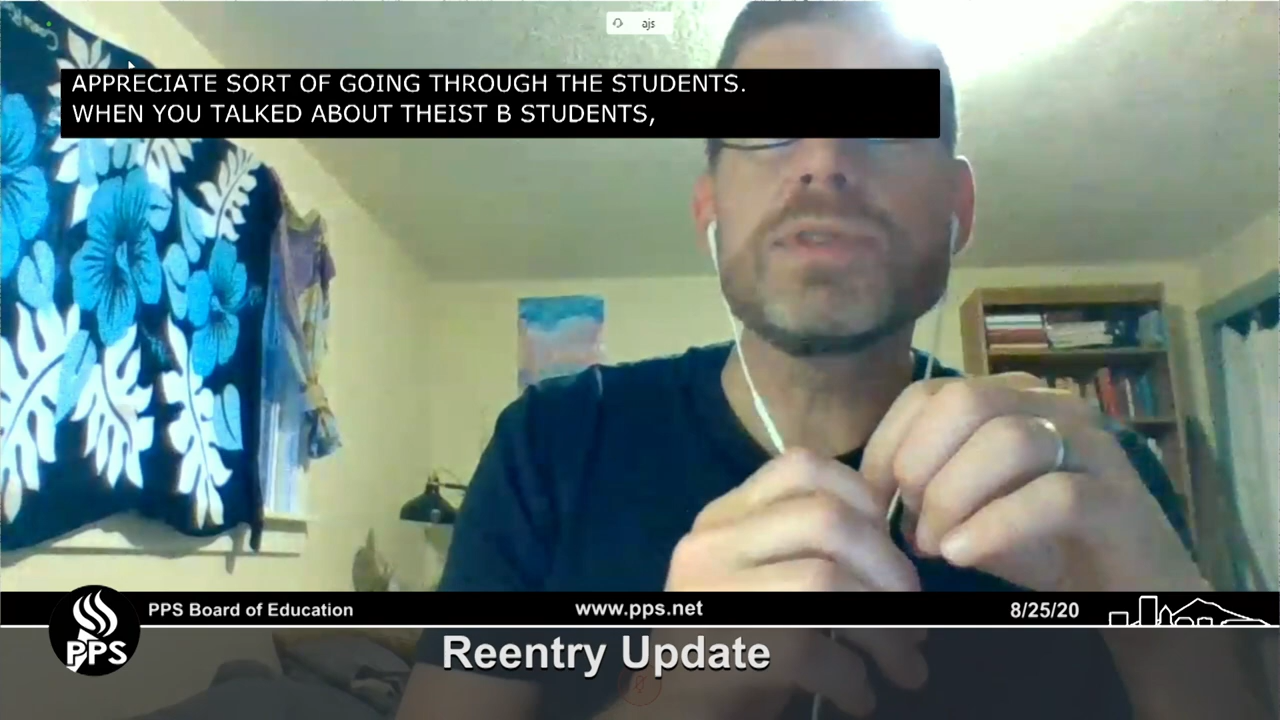 ajs
APPRECIATE SORT OF GOING THROUGH THE STUDENTS.
WHEN YOU TALKED ABOUT THEIST B STUDENTS,
PPS Board of Education
www.pps.net
8/25/20
PPS
Reentry Update